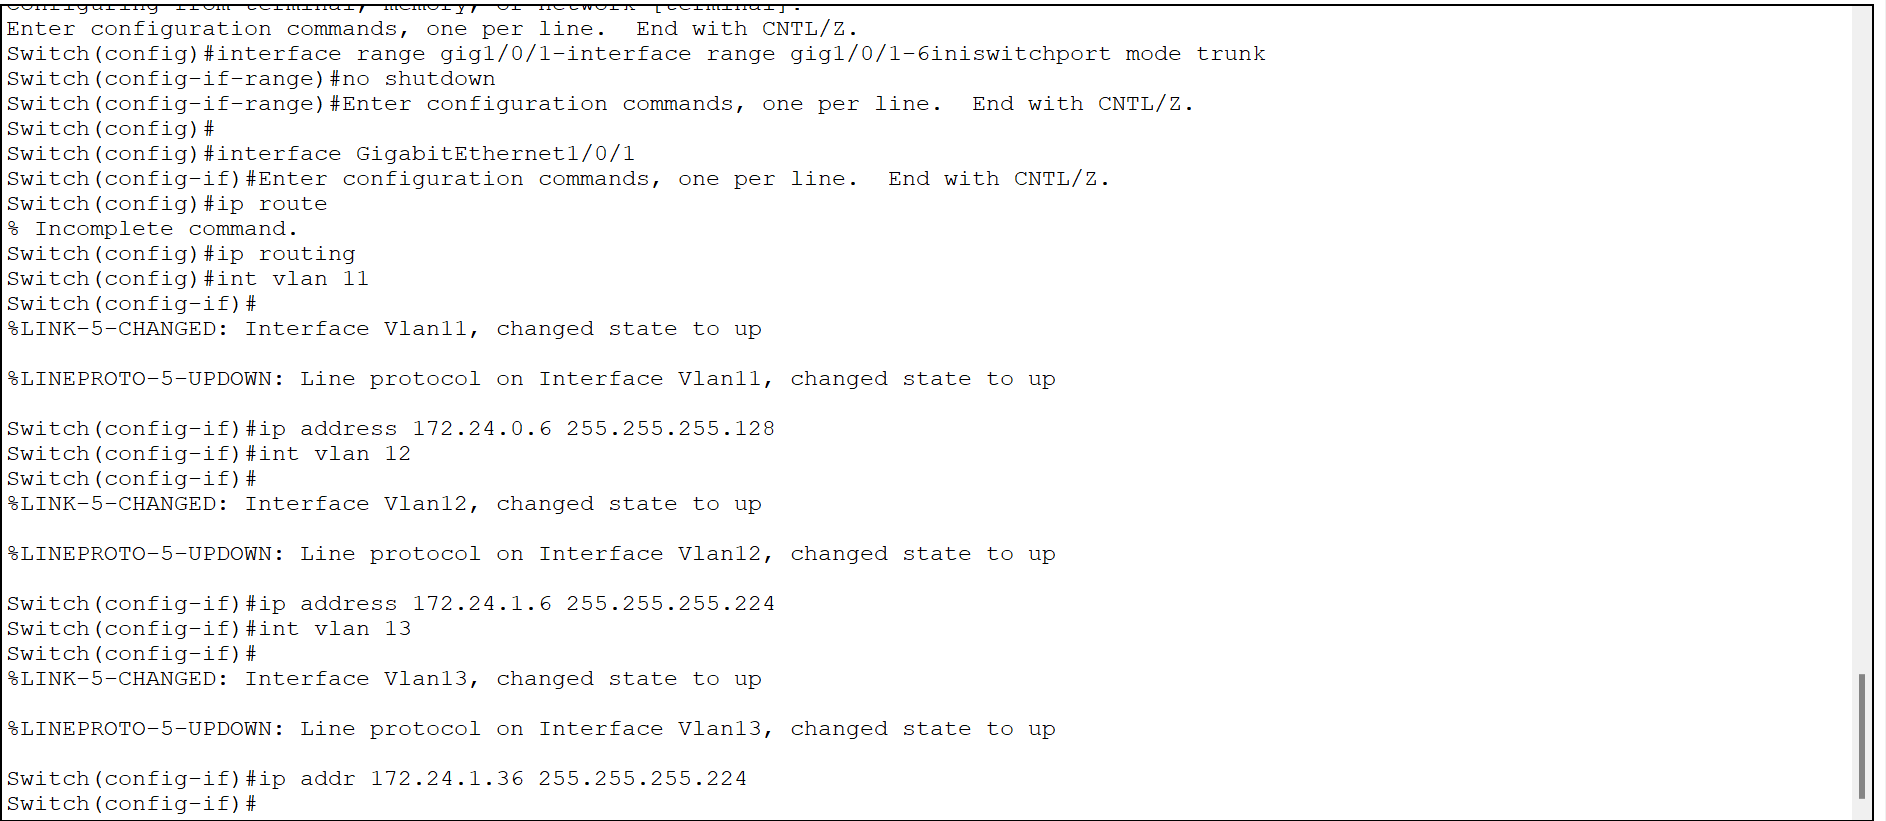 Configuring from terminal, memory, or network [terminal]?
Enter configuration commands, one per line.  End with CNTL/Z.
Switch(config)#interface range gig1/0/1-interface range gig1/0/1-6iniswitchport mode trunk
Switch(config-if-range)#no shutdown
Switch(config-if-range)#Enter configuration commands, one per line.  End with CNTL/Z.
Switch(config)#
Switch(config)#interface GigabitEthernet1/0/1
Switch(config-if)#Enter configuration commands, one per line.  End with CNTL/Z.
Switch(config)#ip route
% Incomplete command.
Switch(config)#ip routing
Switch(config)#int vlan 11
Switch(config-if)#
%LINK-5-CHANGED: Interface Vlan11, changed state to up
%LINEPROTO-5-UPDOWN: Line protocol on Interface Vlan11, changed state to up
Switch(config-if)#ip address 172.24.0.6 255.255.255.128
Switch(config-if)#int vlan 12
Switch(config-if)#
%LINK-5-CHANGED: Interface Vlan12, changed state to up
%LINEPROTO-5-UPDOWN: Line protocol on Interface Vlan12, changed state to up
Switch(config-if)#ip address 172.24.1.6 255.255.255.224
Switch(config-if)#int vlan 13
Switch(config-if)#
%LINK-5-CHANGED: Interface Vlan13, changed state to up
%LINEPROTO-5-UPDOWN: Line protocol on Interface Vlan13, changed state to up
Switch(config-if)#ip addr 172.24.1.36 255.255.255.224
Switch(config-if)#